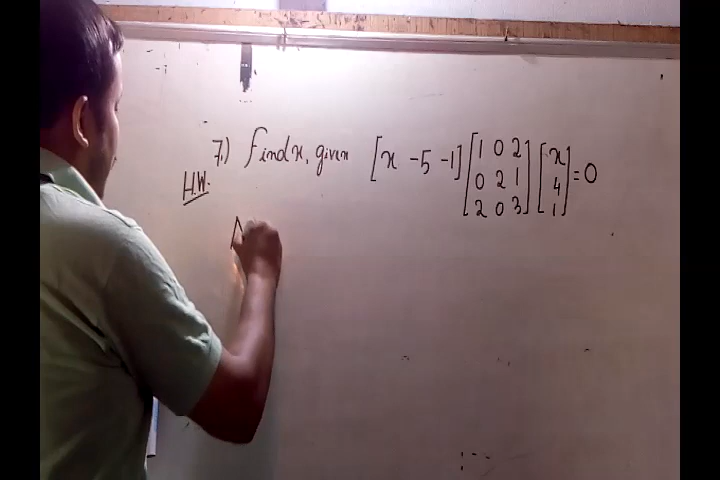 7.) Find x, given [x -5 -1] [1 0 2 x = 0
H.W. 0 2 1 4
2 0 3] [1]
A